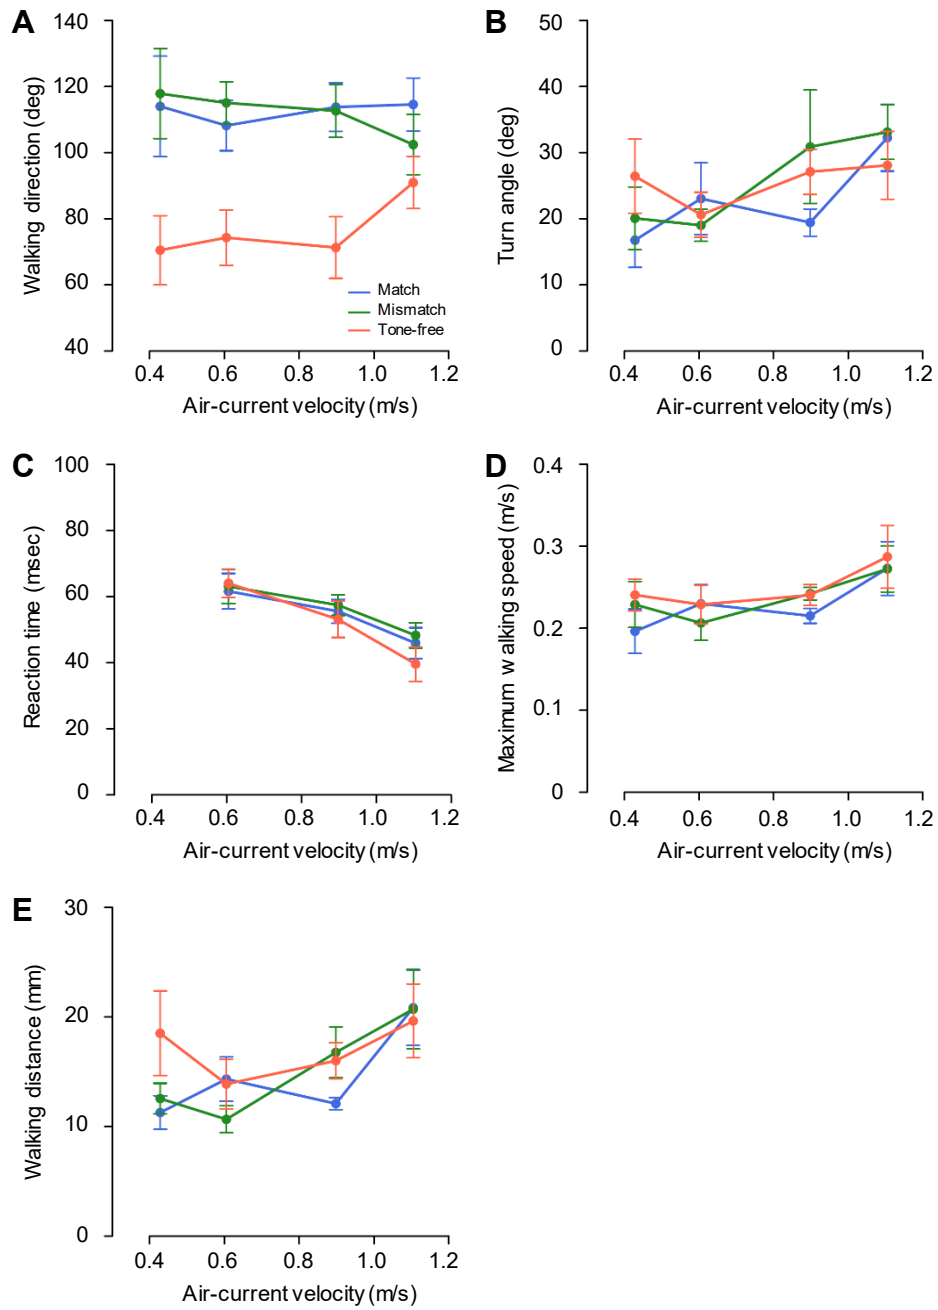 A
Walking direction (deg)
140
120
100
80
60
40
Match
Mismatch
Tone-free
0.4 0.6 0.8 1.0 1.2
Air-current velocity (m/s)
B
Turn angle (deg)
50
40
30
20
10
0
0.4 0.6 0.8 1.0 1.2
Air-current velocity (m/s)
C
Reaction time (msec)
100
80
60
40
20
0
0.4 0.6 0.8 1.0 1.2
Air-current velocity (m/s)
D
Maximum w alking speed (m/s)
0.4
0.3
0.2
0.1
0
0.4 0.6 0.8 1.0 1.2
Air-current velocity (m/s)
E
Walking distance (mm)
30
20
10
0
0.4 0.6 0.8 1.0 1.2
Air-current velocity (m/s)